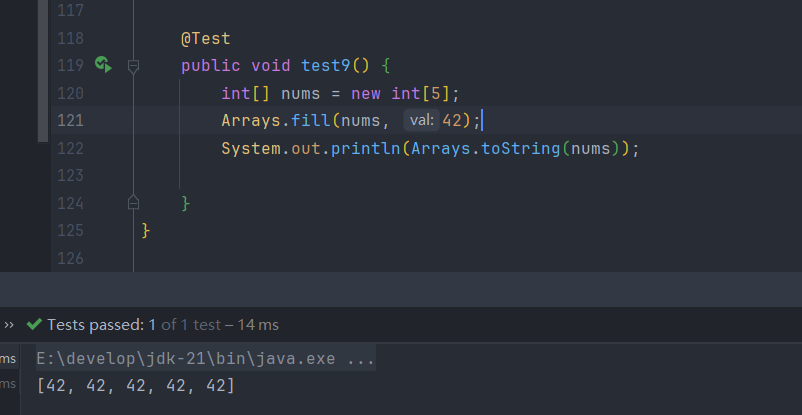 117
118 @Test
119 public void test9() {
120 int[] nums = new int[5];
121 Arrays.fill(nums, val: 42);
122 System.out.println(Arrays.toString(nums));
123
124 }
125 }
126
›› Tests passed: 1 of 1 test – 14 ms
ms E:\develop\jdk-21\bin\java.exe ...
ms [42, 42, 42, 42, 42]